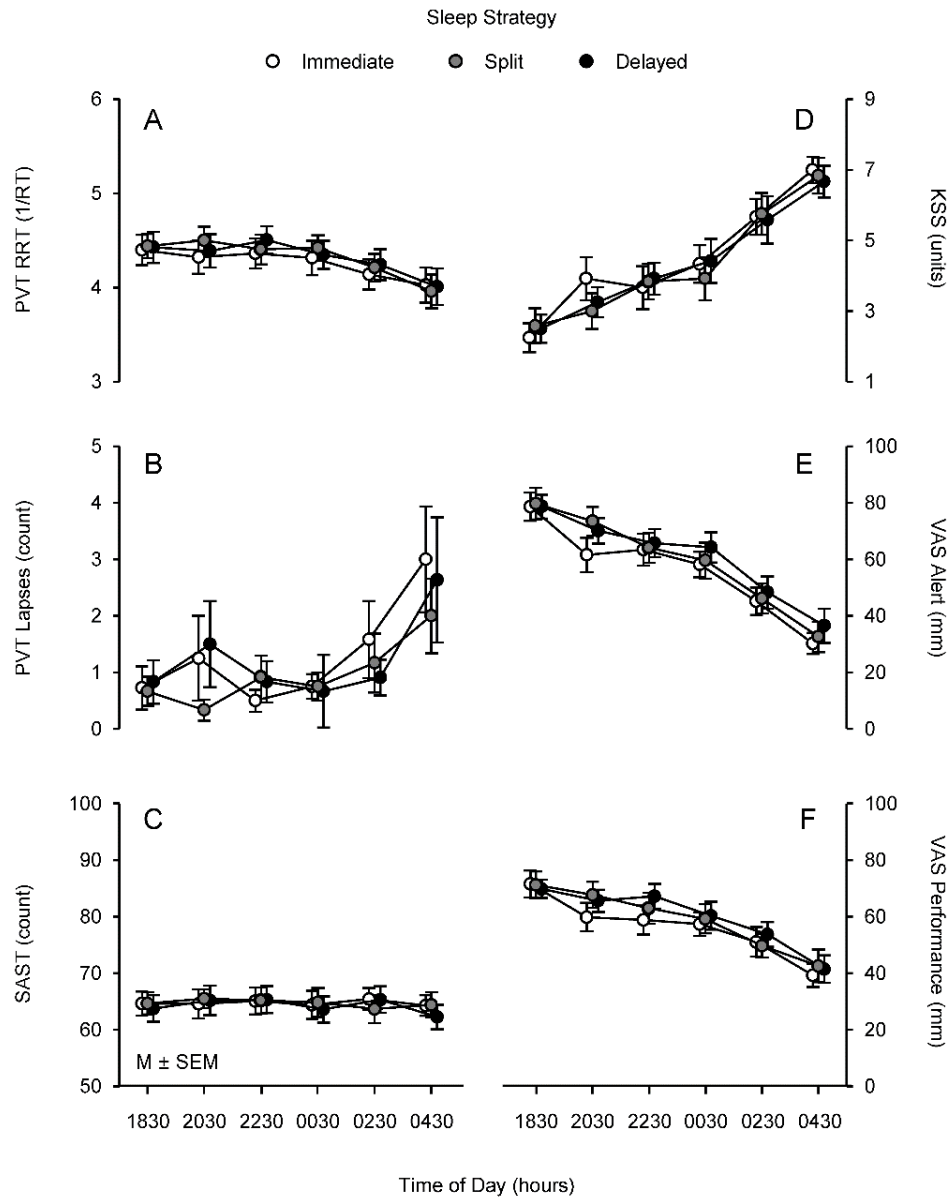 Sleep Strategy
Immediate Split Delayed
A
PVT RRT (1/RT)
6
5
4
3
D
KSS (units)
9
7
5
3
1
B
PVT Lapses (count)
5
4
3
2
1
0
E
VAS Alert (mm)
100
80
60
40
20
0
C
SAST (count)
100
90
80
70
60
50
M ± SEM
F
VAS Performance (mm)
100
80
60
40
20
0
1830 2030 2230 0030 0230 0430
1830 2030 2230 0030 0230 0430
Time of Day (hours)